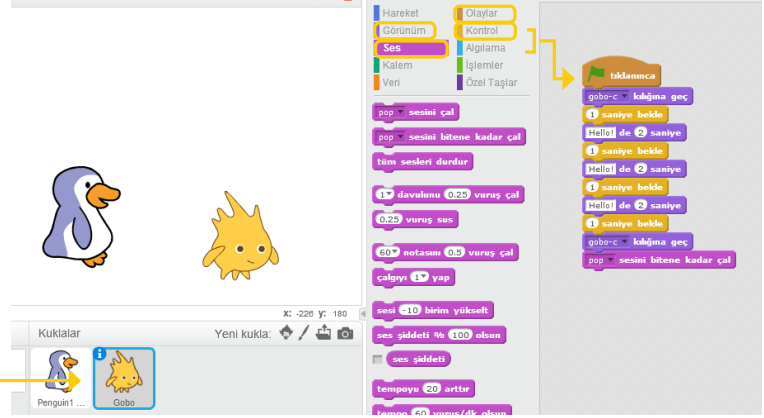 x: -226 y: 180
Kuklalar
Yeni kukla:
Penguin1 ...
Gobo
Hareket
Olaylar
Görünüm
Kontrol
Ses
Algılama
Kalem
İşlemler
Veri
Özel Taşlar
pop sesini çal
pop sesini bitene kadar çal
tüm sesleri durdur
1 davulunu 0.25 vuruş çal
0.25 vuruş sus
60 notasını 0.5 vuruş çal
çalgıyı 1 yap
sesi -10 birim yükselt
ses şiddeti % 100 olsun
ses şiddeti
tempoyu 20 arttır
tempo 60 vuruş/dk olsun
tıklanınca
gobo-c kılığına geç
1 saniye bekle
Hello! de 2 saniye
1 saniye bekle
Hello! de 2 saniye
1 saniye bekle
Hello! de 2 saniye
1 saniye bekle
gobo-c kılığına geç
pop sesini bitene kadar çal